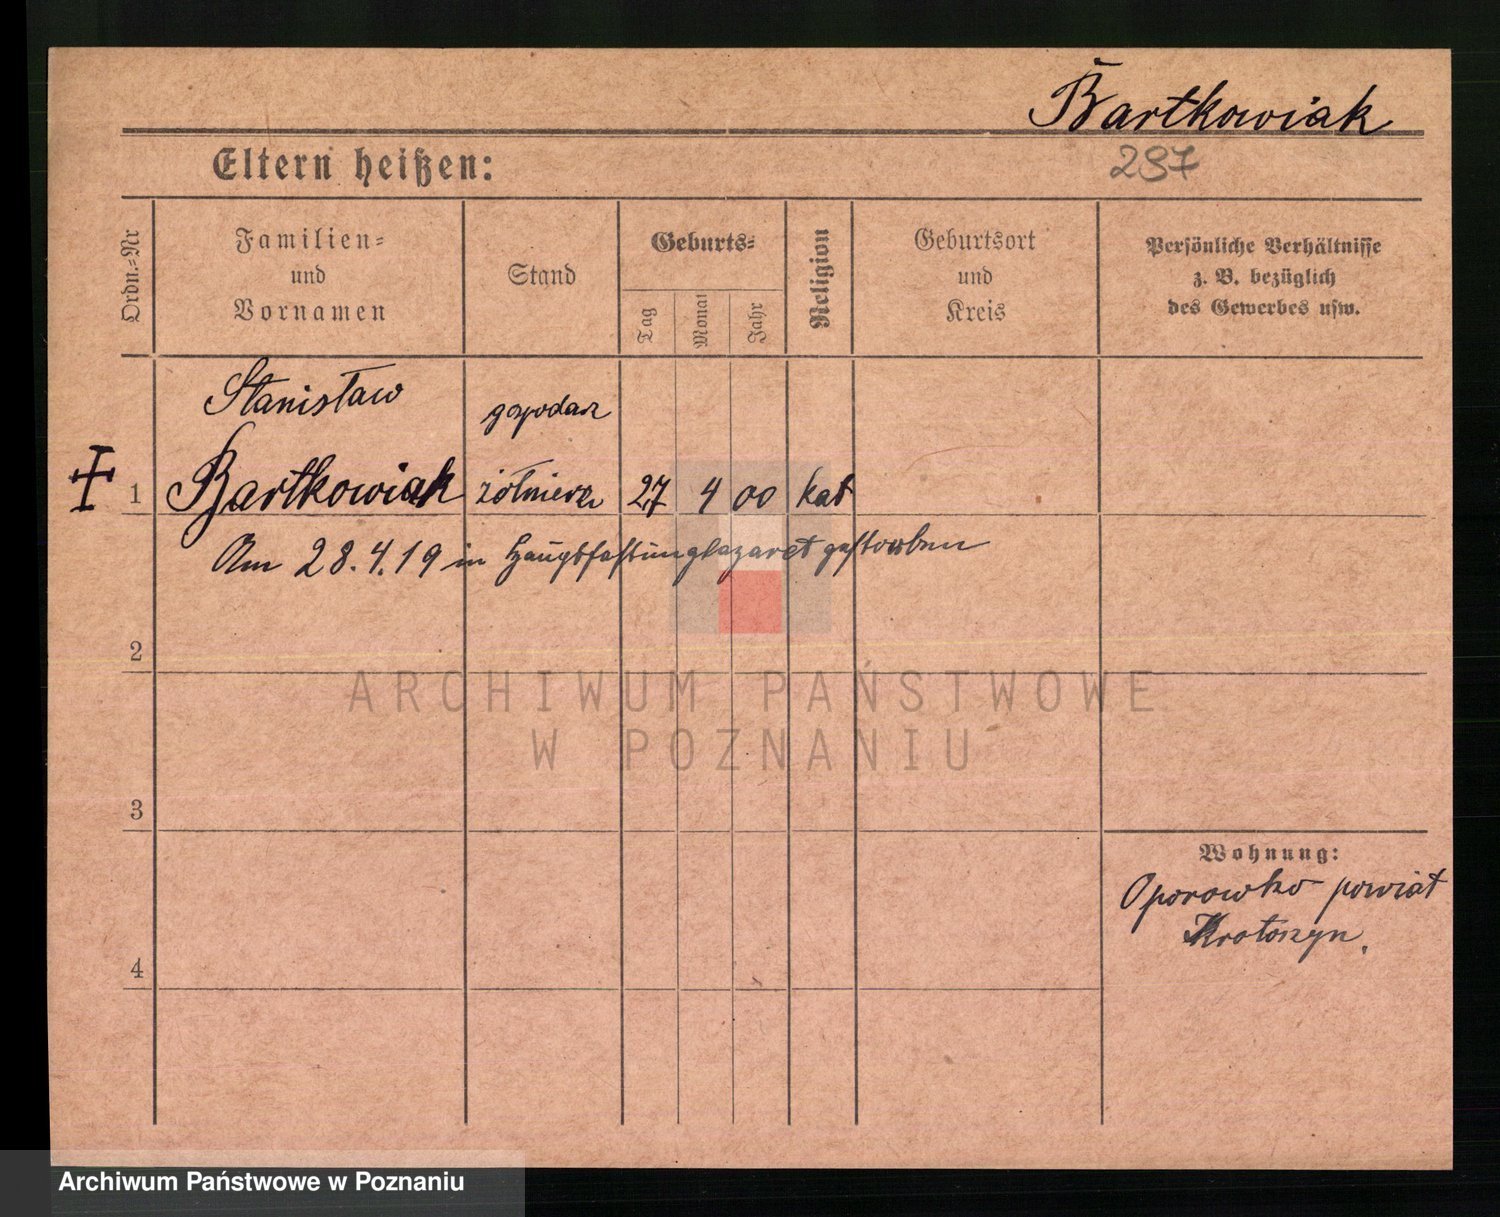 Bartkowiak
Eltern heißen:
297
Ordn.-Nr
Familien-
und
Vornamen
Stand
Geburts-
Tag
Monat
Jahr
Religion
Geburtsort
und
Kreis
Persönliche Verhältnisse
z. B. bezüglich
des Gewerbes usw.
Stanisław
gospodarz
1
Bartkowiak
żołnierz
27
4
00
kat
Am 28.4.19 in Hauptfestungslazaret gestorben
2
ARCHIWUM PAŃSTWOWE
W POZNANIU
3
Wohnung:
Oporowko powiat
Krotoszyn.
4
Archiwum Państwowe w Poznaniu